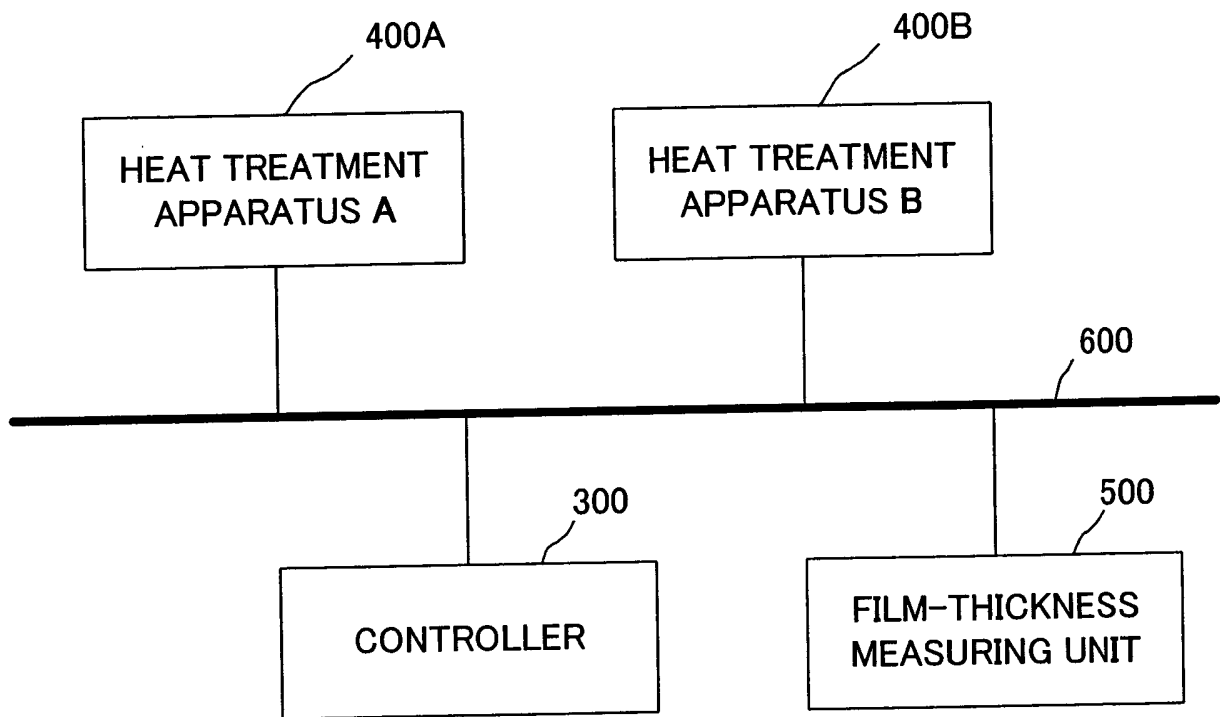 400A
400B
HEAT TREATMENT
APPARATUS A
HEAT TREATMENT
APPARATUS B
600
300
500
CONTROLLER
FILM-THICKNESS
MEASURING UNIT